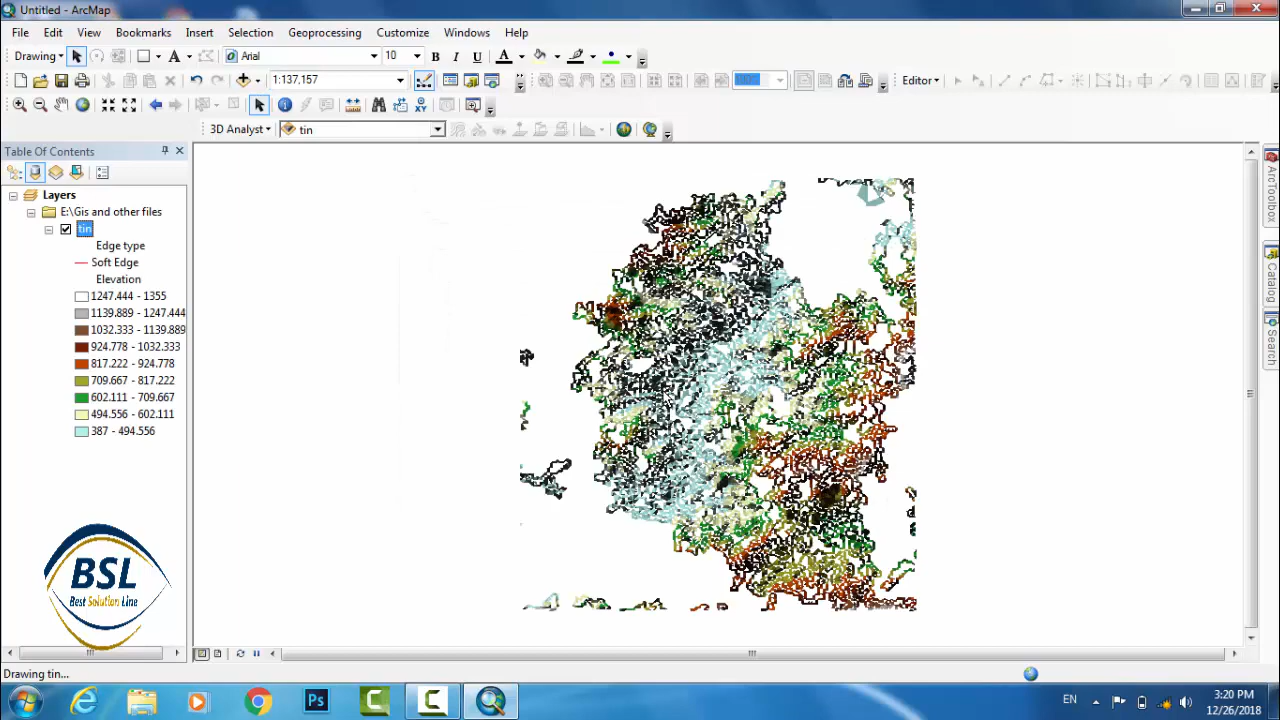 Untitled - ArcMap
File Edit View Bookmarks Insert Selection Geoprocessing Customize Windows Help
Drawing Arial 10 B I U A
1:137,157 Editor
3D Analyst tin
Table Of Contents
Layers
E:\Gis and other files
tin
Edge type
Soft Edge
Elevation
1247.444 - 1355
1139.889 - 1247.444
1032.333 - 1139.889
924.778 - 1032.333
817.222 - 924.778
709.667 - 817.222
602.111 - 709.667
494.556 - 602.111
387 - 494.556
ArcToolbox
Catalog
Search
BSL
Best Solution Line
Drawing tin...
EN
3:20 PM
12/26/2018